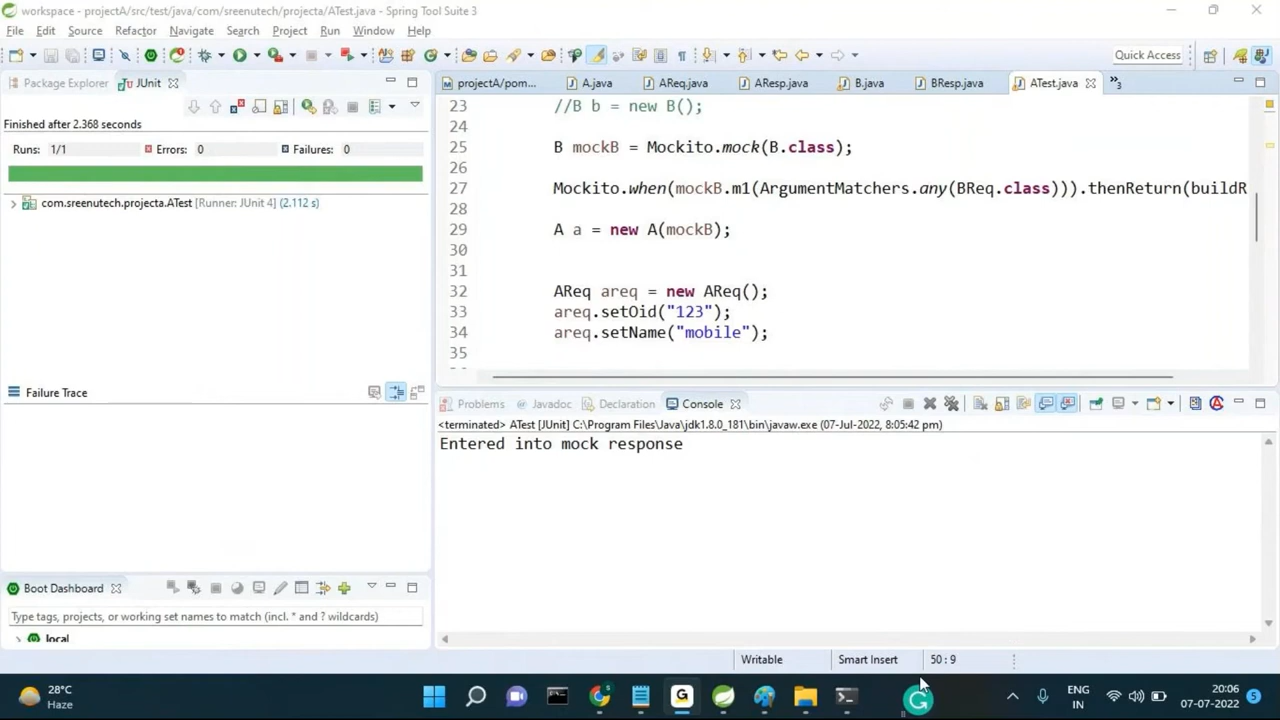 workspace - projectA/src/test/java/com/sreenutech/projecta/ATest.java - Spring Tool Suite 3
File Edit Source Refactor Navigate Search Project Run Window Help
Quick Access
Package Explorer JUnit
projectA/pom... A.java AReq.java AResp.java B.java BResp.java ATest.java »3
Finished after 2.368 seconds
Runs: 1/1 Errors: 0 Failures: 0
com.sreenutech.projecta.ATest [Runner: JUnit 4] (2.112 s)
23 //B b = new B();
24
25 B mockB = Mockito.mock(B.class);
26
27 Mockito.when(mockB.m1(ArgumentMatchers.any(BReq.class))).thenReturn(buildR
28
29 A a = new A(mockB);
30
31
32 AReq areq = new AReq();
33 areq.setOid("123");
34 areq.setName("mobile");
35
Failure Trace
Problems Javadoc Declaration Console
<terminated> ATest [JUnit] C:\Program Files\Java\jdk1.8.0_181\bin\javaw.exe (07-Jul-2022, 8:05:42 pm)
Entered into mock response
Boot Dashboard
Type tags, projects, or working set names to match (incl. * and ? wildcards)
local
Writable Smart Insert 50 : 9
28°C
Haze
ENG
IN
20:06
07-07-2022
5